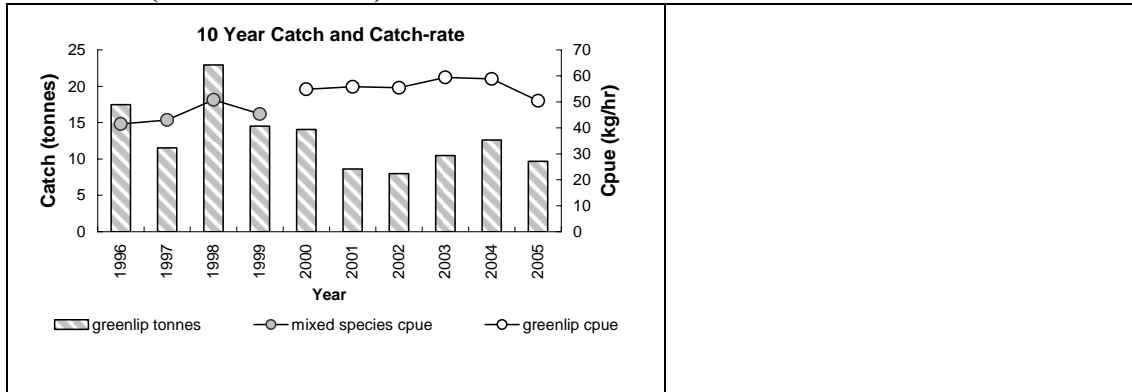 10 Year Catch and Catch-rate
Catch (tonnes)
25
20
15
10
5
0
70
60
50
40
30
20
10
0
Cpue (kg/hr)
1996 1997 1998 1999 2000 2001 2002 2003 2004 2005
Year
greenlip tonnes mixed species cpue greenlip cpue